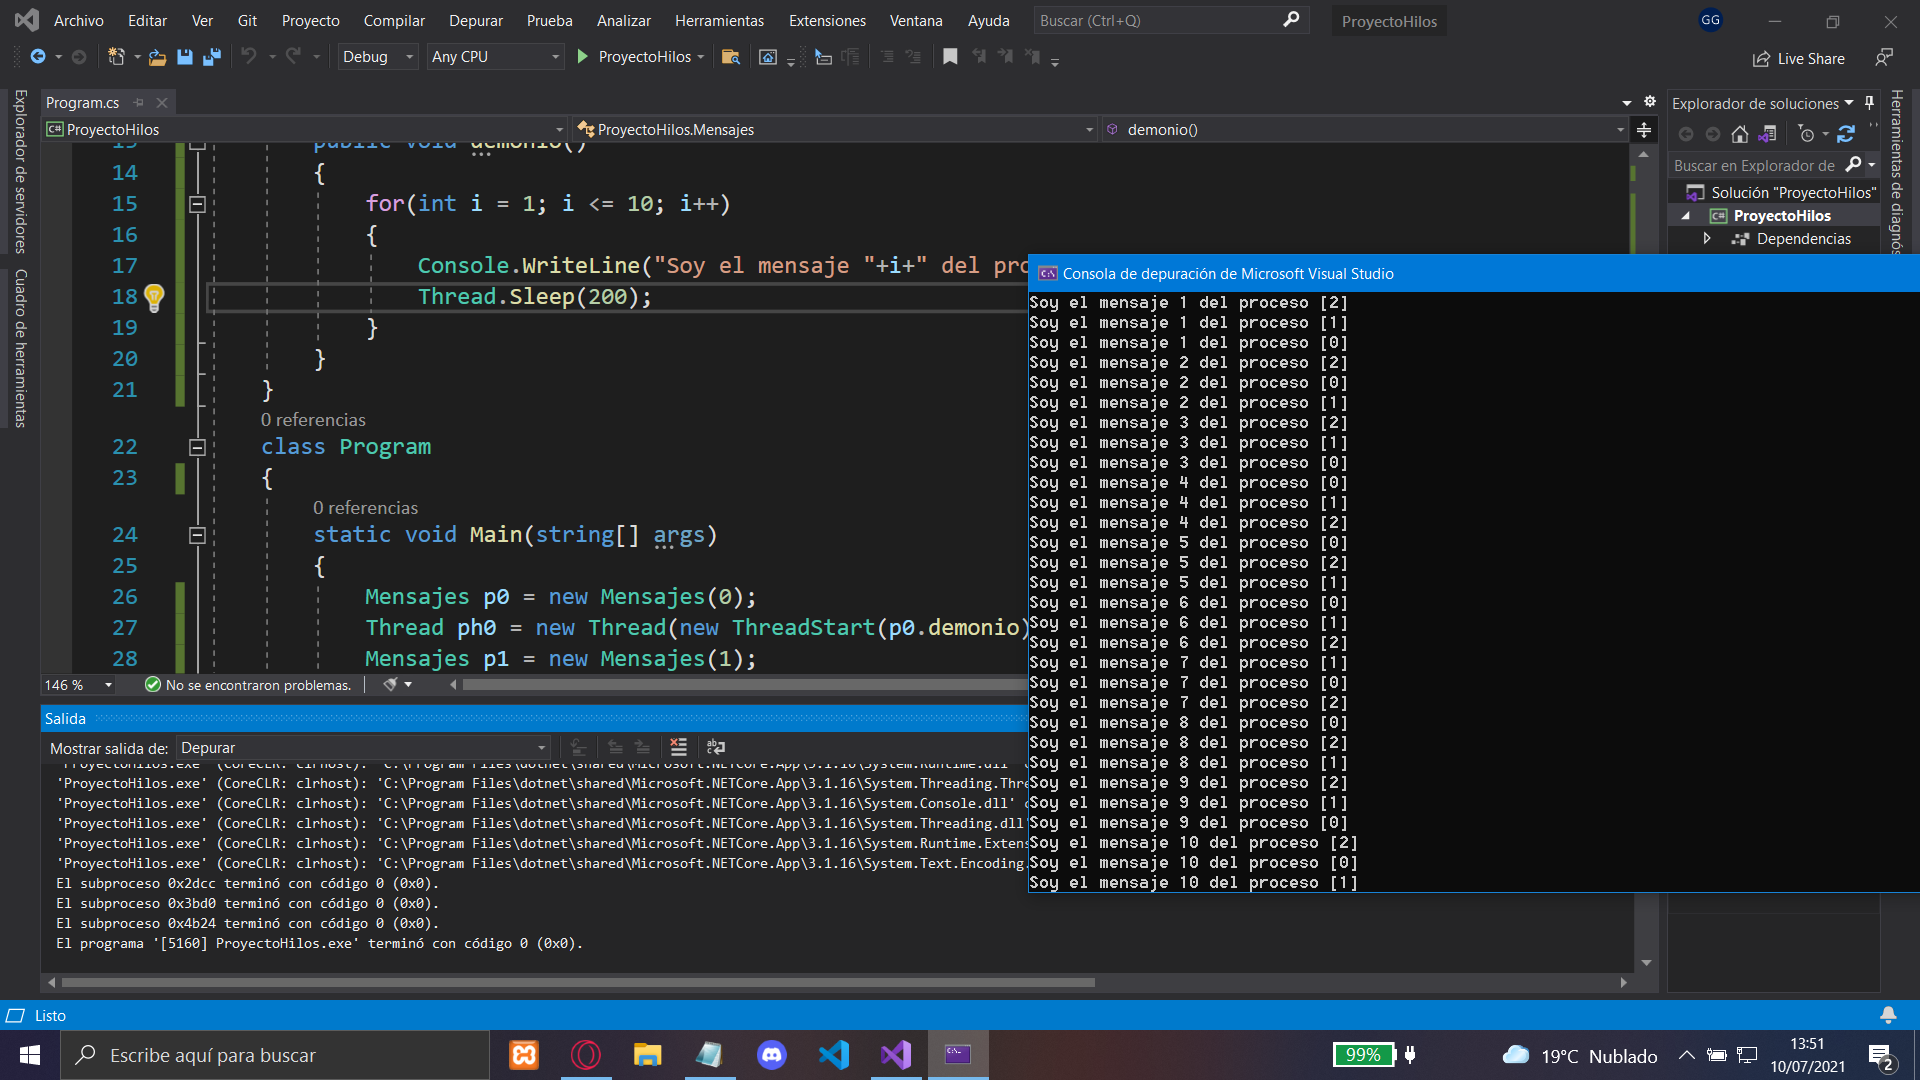 Archivo Editar Ver Git Proyecto Compilar Depurar Prueba Analizar Herramientas Extensiones Ventana Ayuda Buscar (Ctrl+Q) ProyectoHilos GG
Debug Any CPU ProyectoHilos Live Share
Explorador de servidores
Cuadro de herramientas
Program.cs
ProyectoHilos ProyectoHilos.Mensajes demonio()
13 public void demonio()
14 {
15 for(int i = 1; i <= 10; i++)
16 {
17 Console.WriteLine("Soy el mensaje "+i+" del pro
18 Thread.Sleep(200);
19 }
20 }
21 }
0 referencias
22 class Program
23 {
0 referencias
24 static void Main(string[] args)
25 {
26 Mensajes p0 = new Mensajes(0);
27 Thread ph0 = new Thread(new ThreadStart(p0.demonio)
28 Mensajes p1 = new Mensajes(1);
146 % No se encontraron problemas.
Explorador de soluciones
Buscar en Explorador de
Solución "ProyectoHilos"
ProyectoHilos
Dependencias
Herramientas de diagnós
Consola de depuración de Microsoft Visual Studio
Soy el mensaje 1 del proceso [2]
Soy el mensaje 1 del proceso [1]
Soy el mensaje 1 del proceso [0]
Soy el mensaje 2 del proceso [2]
Soy el mensaje 2 del proceso [0]
Soy el mensaje 2 del proceso [1]
Soy el mensaje 3 del proceso [2]
Soy el mensaje 3 del proceso [1]
Soy el mensaje 3 del proceso [0]
Soy el mensaje 4 del proceso [0]
Soy el mensaje 4 del proceso [1]
Soy el mensaje 4 del proceso [2]
Soy el mensaje 5 del proceso [0]
Soy el mensaje 5 del proceso [2]
Soy el mensaje 5 del proceso [1]
Soy el mensaje 6 del proceso [0]
Soy el mensaje 6 del proceso [1]
Soy el mensaje 6 del proceso [2]
Soy el mensaje 7 del proceso [1]
Soy el mensaje 7 del proceso [0]
Soy el mensaje 7 del proceso [2]
Soy el mensaje 8 del proceso [0]
Soy el mensaje 8 del proceso [2]
Soy el mensaje 8 del proceso [1]
Soy el mensaje 9 del proceso [2]
Soy el mensaje 9 del proceso [1]
Soy el mensaje 9 del proceso [0]
Soy el mensaje 10 del proceso [2]
Soy el mensaje 10 del proceso [0]
Soy el mensaje 10 del proceso [1]
Salida
Mostrar salida de: Depurar
'ProyectoHilos.exe' (CoreCLR: clrhost): 'C:\Program Files\dotnet\shared\Microsoft.NETCore.App\3.1.16\System.Runtime.dll'
'ProyectoHilos.exe' (CoreCLR: clrhost): 'C:\Program Files\dotnet\shared\Microsoft.NETCore.App\3.1.16\System.Threading.Thre
'ProyectoHilos.exe' (CoreCLR: clrhost): 'C:\Program Files\dotnet\shared\Microsoft.NETCore.App\3.1.16\System.Console.dll' c
'ProyectoHilos.exe' (CoreCLR: clrhost): 'C:\Program Files\dotnet\shared\Microsoft.NETCore.App\3.1.16\System.Threading.dll'
'ProyectoHilos.exe' (CoreCLR: clrhost): 'C:\Program Files\dotnet\shared\Microsoft.NETCore.App\3.1.16\System.Runtime.Extens
'ProyectoHilos.exe' (CoreCLR: clrhost): 'C:\Program Files\dotnet\shared\Microsoft.NETCore.App\3.1.16\System.Text.Encoding.
El subproceso 0x2dcc terminó con código 0 (0x0).
El subproceso 0x3bd0 terminó con código 0 (0x0).
El subproceso 0x4b24 terminó con código 0 (0x0).
El programa '[5160] ProyectoHilos.exe' terminó con código 0 (0x0).
Listo
Escribe aquí para buscar 99% 19°C Nublado 13:51
10/07/2021 2